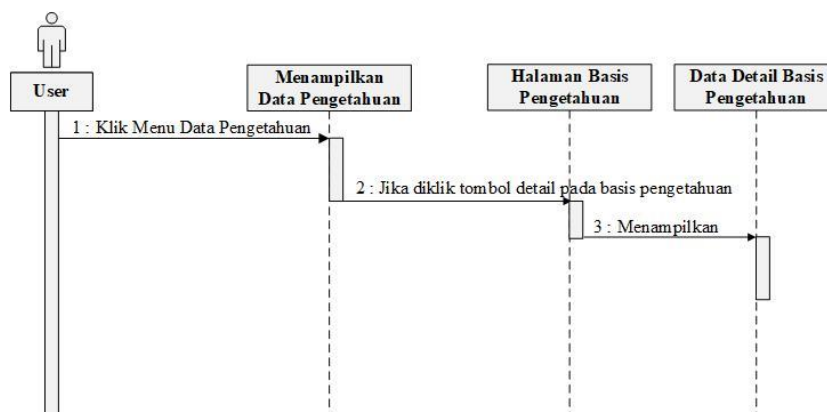 User
Menampilkan
Data Pengetahuan
Halaman Basis
Pengetahuan
Data Detail Basis
Pengetahuan
1 : Klik Menu Data Pengetahuan
2 : Jika diklik tombol detail pada basis pengetahuan
3 : Menampilkan